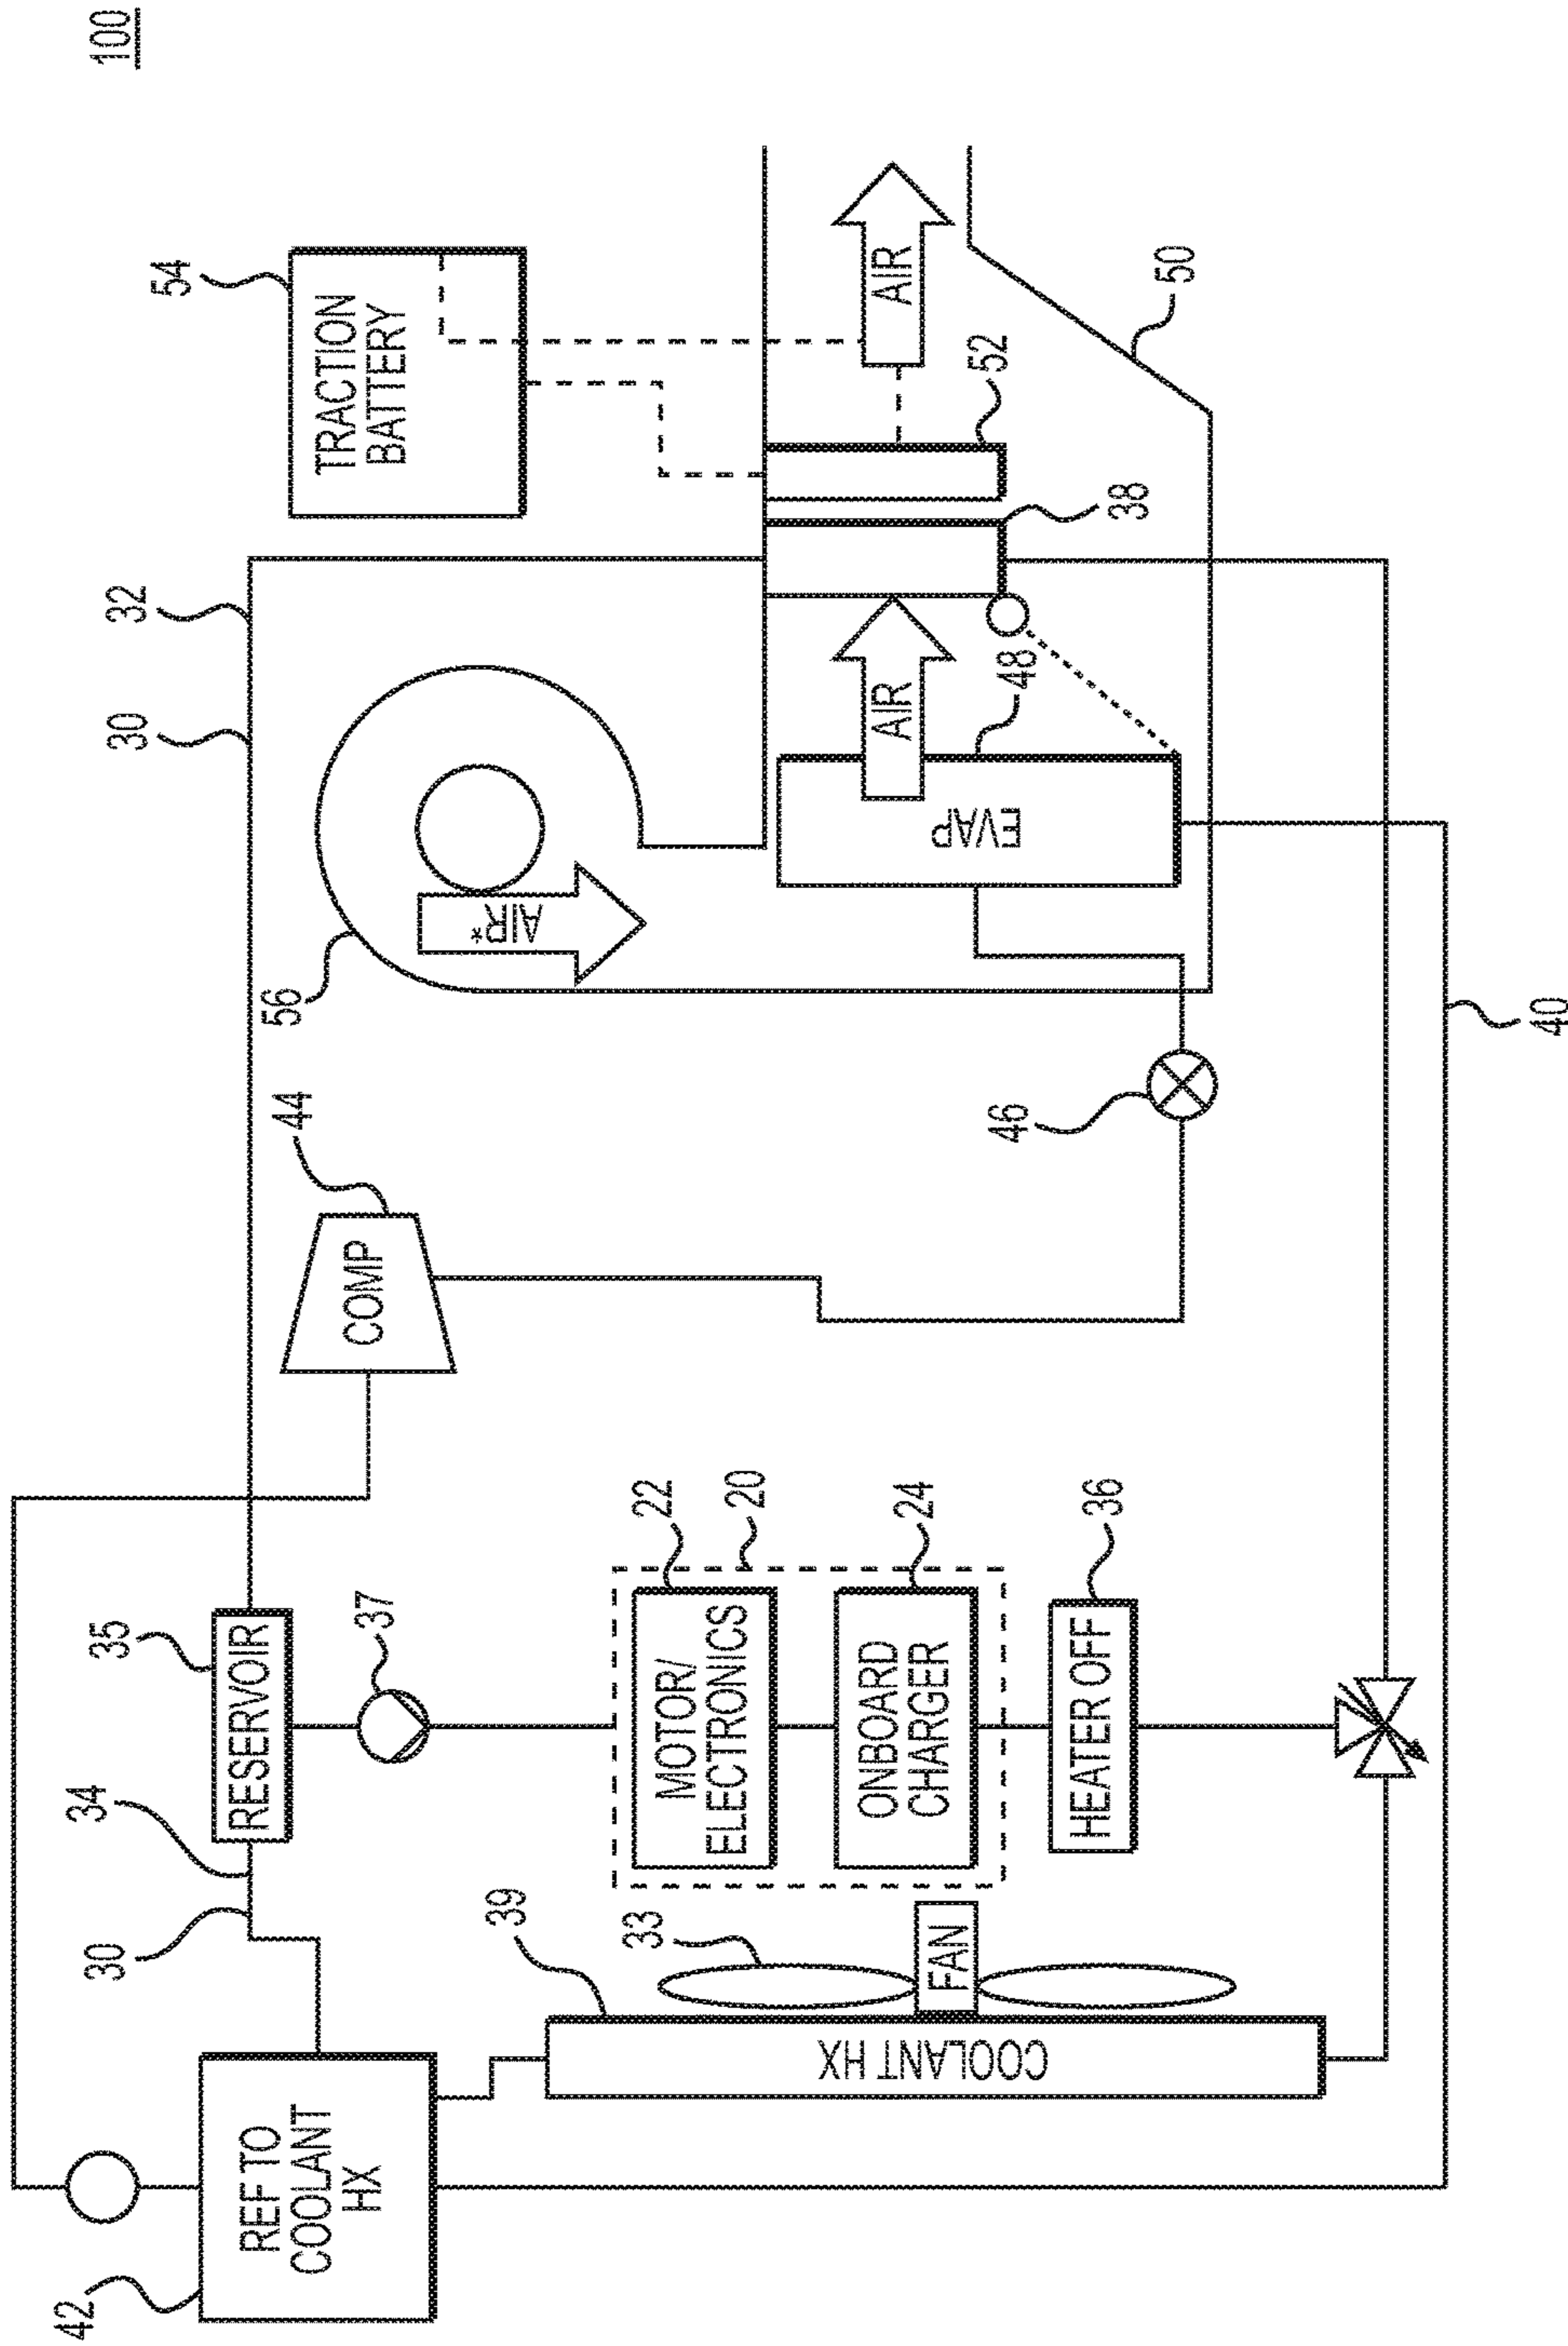 100
54
TRACTION
BATTERY
AIR
50
52
38
32
30
56
AIR*
AIR
48
EVAP
44
COMP
46
40
35
RESERVOIR
37
22
20
24
36
MOTOR/
ELECTRONICS
ONBOARD
CHARGER
HEATER OFF
34
30
39
33
FAN
COOLANT HX
42
REF TO
COOLANT
HX